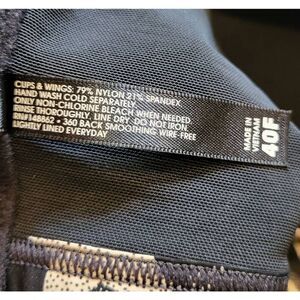 CUPS & WINGS: 79% NYLON 21% SPANDEX
HAND WASH COLD SEPARATELY.
ONLY NON-CHLORINE BLEACH WHEN NEEDED.
RINSE THOROUGHLY. LINE DRY. DO NOT IRON
RN#148862 • 360 BACK SMOOTHING WIRE-FREE
LIGHTLY LINED EVERYDAY
MADE IN
VIETNAM
40F